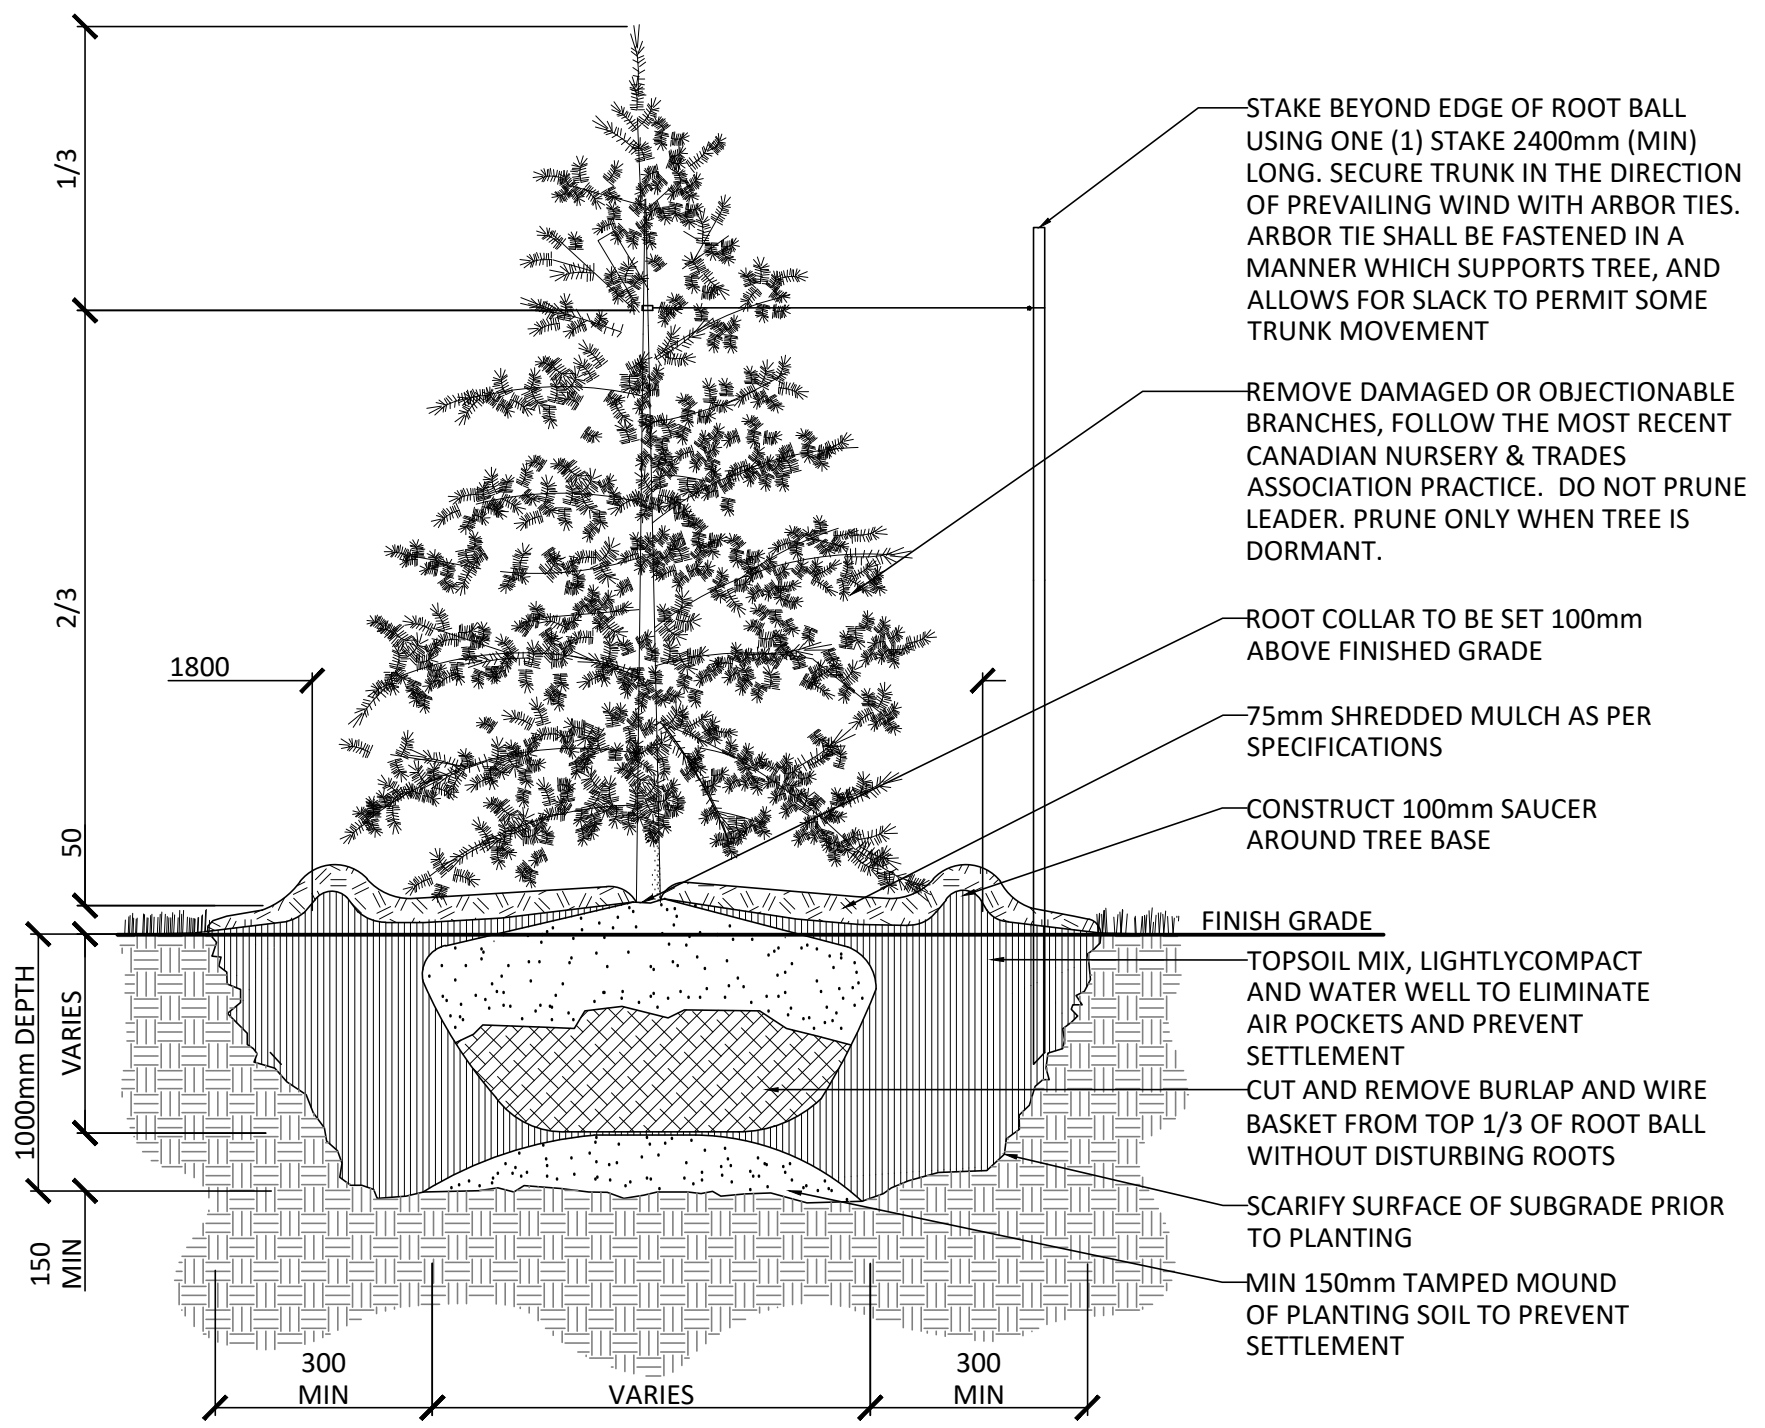 1/3
2/3
1800
50
1000mm DEPTH
VARIES
150
MIN
300
MIN
VARIES
300
MIN
STAKE BEYOND EDGE OF ROOT BALL
USING ONE (1) STAKE 2400mm (MIN)
LONG. SECURE TRUNK IN THE DIRECTION
OF PREVAILING WIND WITH ARBOR TIES.
ARBOR TIE SHALL BE FASTENED IN A
MANNER WHICH SUPPORTS TREE, AND
ALLOWS FOR SLACK TO PERMIT SOME
TRUNK MOVEMENT
REMOVE DAMAGED OR OBJECTIONABLE
BRANCHES, FOLLOW THE MOST RECENT
CANADIAN NURSERY & TRADES
ASSOCIATION PRACTICE.  DO NOT PRUNE
LEADER. PRUNE ONLY WHEN TREE IS
DORMANT.
ROOT COLLAR TO BE SET 100mm
ABOVE FINISHED GRADE
75mm SHREDDED MULCH AS PER
SPECIFICATIONS
CONSTRUCT 100mm SAUCER
AROUND TREE BASE
FINISH GRADE
TOPSOIL MIX, LIGHTLYCOMPACT
AND WATER WELL TO ELIMINATE
AIR POCKETS AND PREVENT
SETTLEMENT
CUT AND REMOVE BURLAP AND WIRE
BASKET FROM TOP 1/3 OF ROOT BALL
WITHOUT DISTURBING ROOTS
SCARIFY SURFACE OF SUBGRADE PRIOR
TO PLANTING
MIN 150mm TAMPED MOUND
OF PLANTING SOIL TO PREVENT
SETTLEMENT